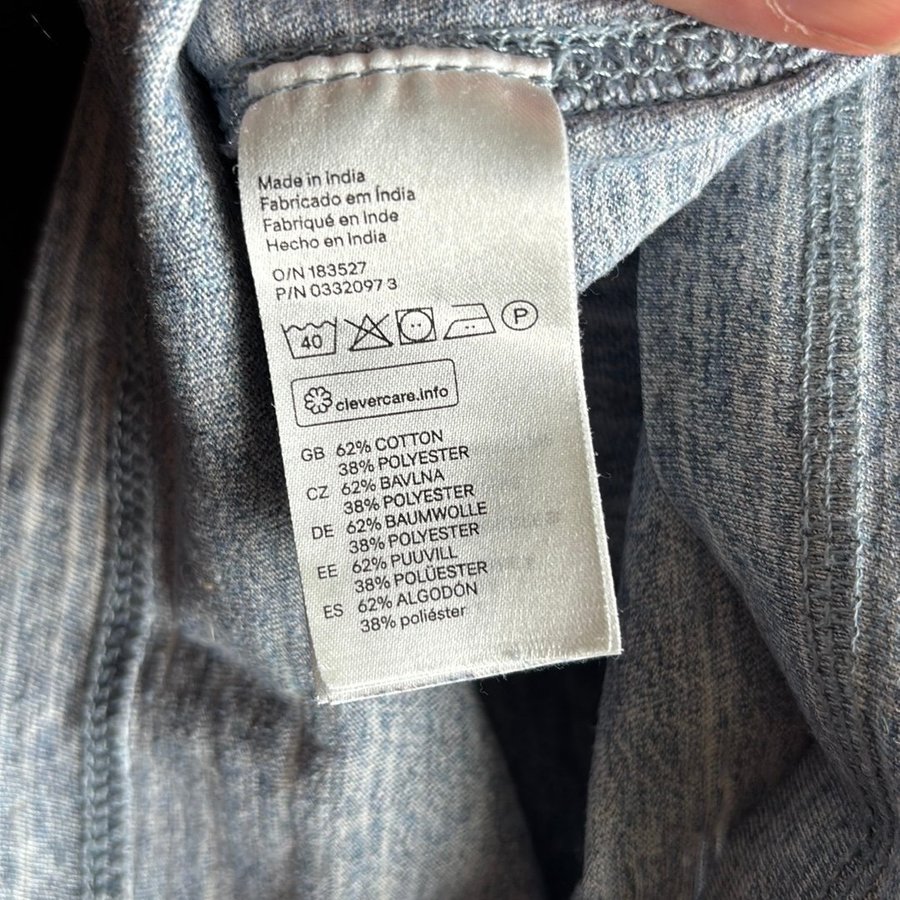 Made in India
Fabricado em Índia
Fabriqué en Inde
Hecho en India
O/N 183527
P/N 0332097 3
40 P
clevercare.info
GB 62% COTTON
38% POLYESTER
CZ 62% BAVLNA
38% POLYESTER
DE 62% BAUMWOLLE
38% POLYESTER
EE 62% PUUVILL
38% POLÜESTER
ES 62% ALGODÓN
38% poliéster